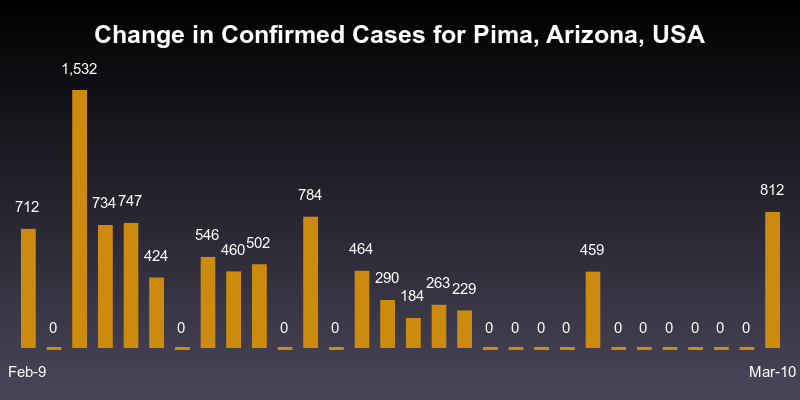 Change in Confirmed Cases for Pima, Arizona, USA
712 0 1,532 734 747 424 0 546 460 502 0 784 0 464 290 184 263 229 0 0 0 0 459 0 0 0 0 0 0 812
Feb-9 Mar-10